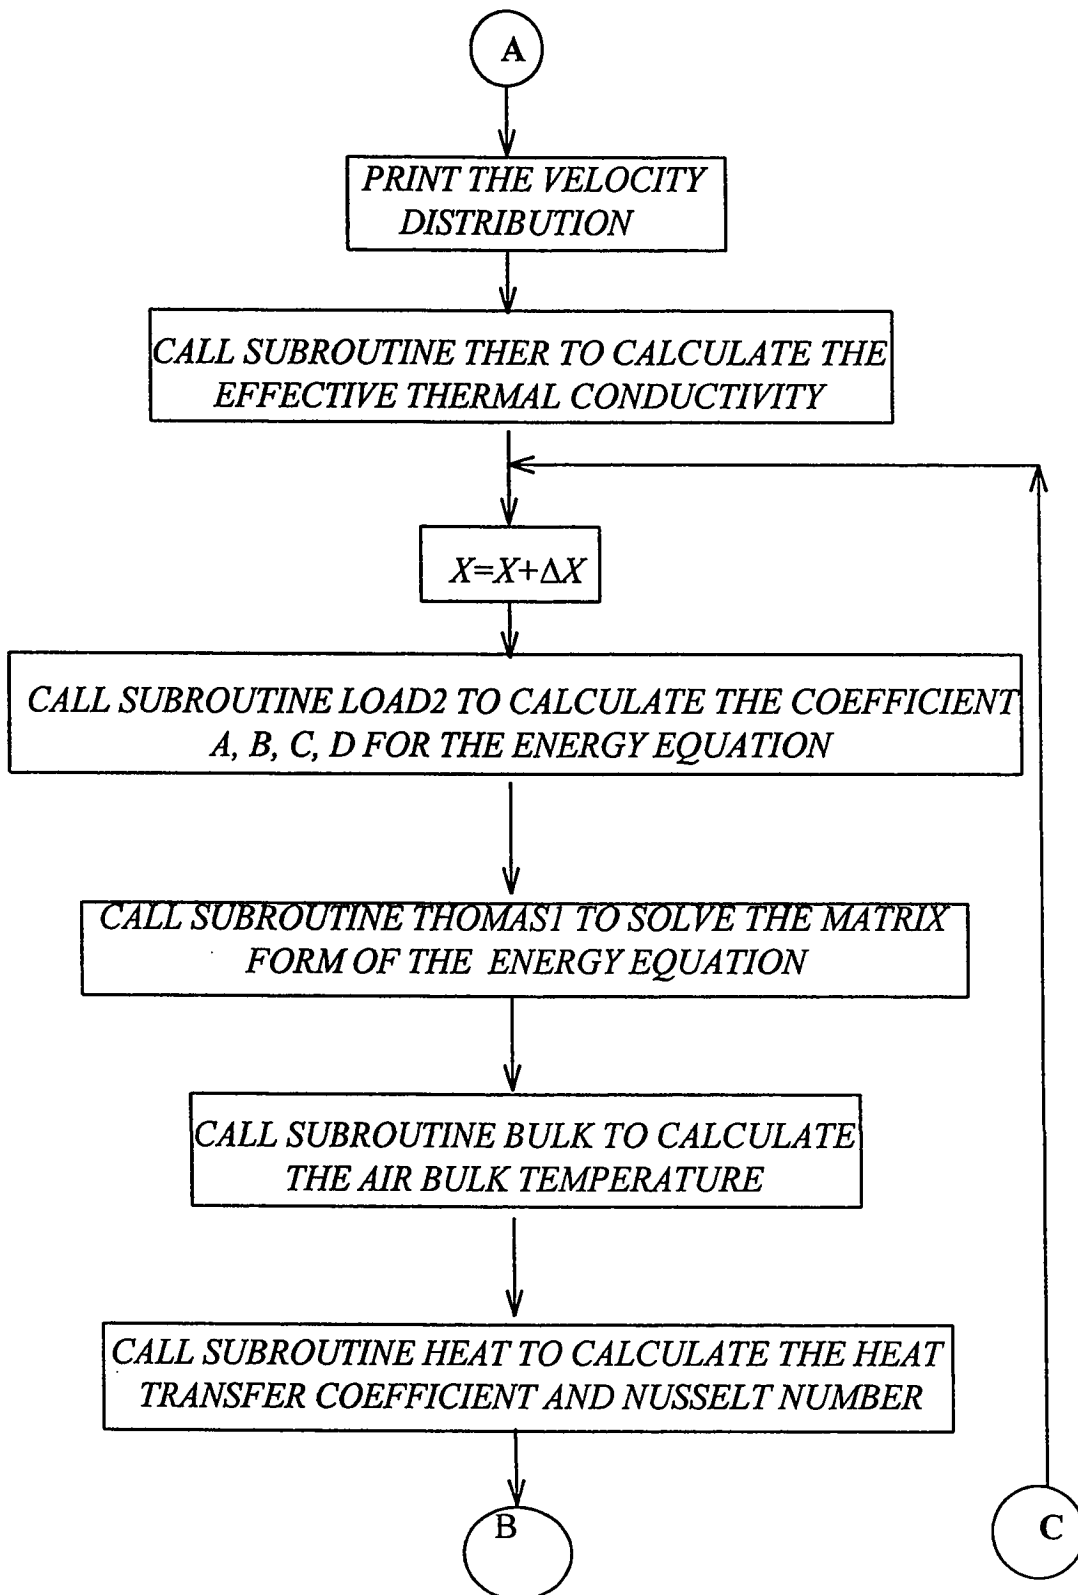 A
PRINT THE VELOCITY
DISTRIBUTION
CALL SUBROUTINE THER TO CALCULATE THE
EFFECTIVE THERMAL CONDUCTIVITY
X=X+ΔX
CALL SUBROUTINE LOAD2 TO CALCULATE THE COEFFICIENT
A, B, C, D FOR THE ENERGY EQUATION
CALL SUBROUTINE THOMAS1 TO SOLVE THE MATRIX
FORM OF THE ENERGY EQUATION
CALL SUBROUTINE BULK TO CALCULATE
THE AIR BULK TEMPERATURE
CALL SUBROUTINE HEAT TO CALCULATE THE HEAT
TRANSFER COEFFICIENT AND NUSSELT NUMBER
B
C